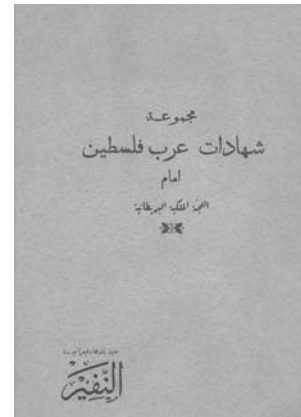 مجموعة
شهادات عرب فلسطين
امام
اللجنة الملكية البريطانية
النفير